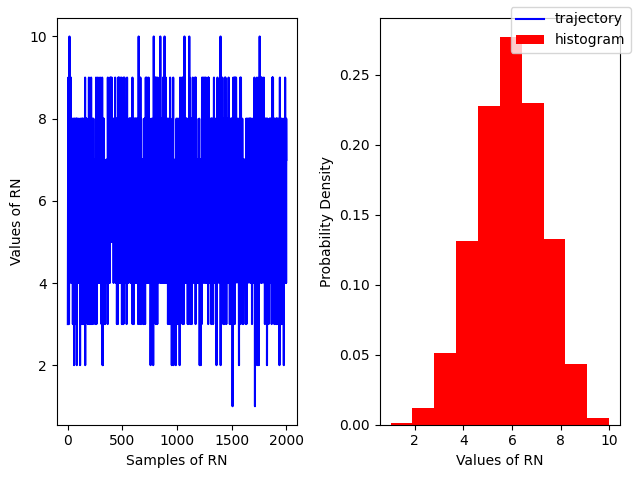 trajectory
histogram
10
8
6
4
2
Values of RN
0 500 1000 1500 2000
Samples of RN
0.25
0.20
0.15
0.10
0.05
0.00
Probability Density
2 4 6 8 10
Values of RN